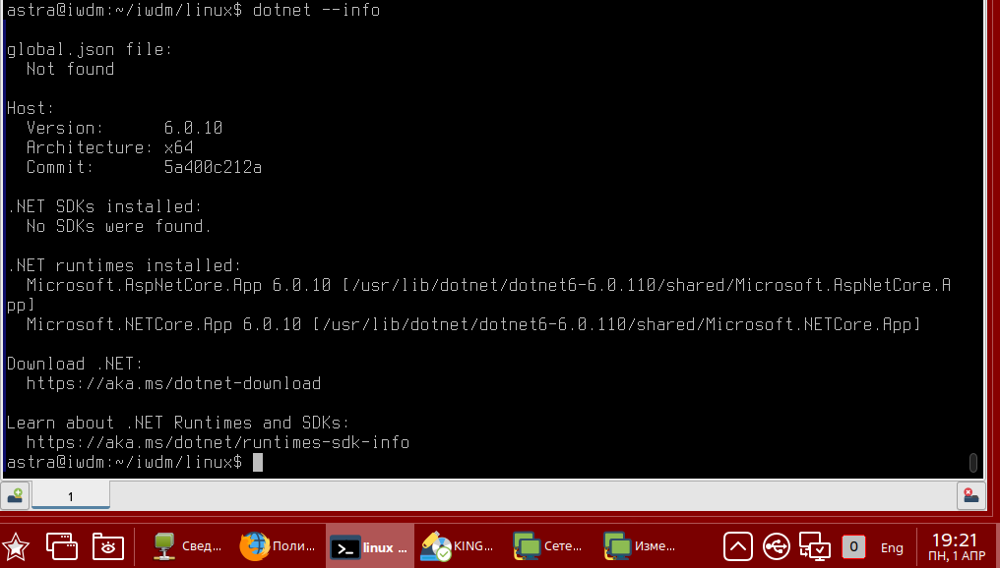 astra@iwdm:~/iwdm/linux$ dotnet --info
global.json file:
Not found
Host:
Version: 6.0.10
Architecture: x64
Commit: 5a400c212a
.NET SDKs installed:
No SDKs were found.
.NET runtimes installed:
Microsoft.AspNetCore.App 6.0.10 [/usr/lib/dotnet/dotnet6-6.0.110/shared/Microsoft.AspNetCore.A
pp]
Microsoft.NETCore.App 6.0.10 [/usr/lib/dotnet/dotnet6-6.0.110/shared/Microsoft.NETCore.App]
Download .NET:
https://aka.ms/dotnet-download
Learn about .NET Runtimes and SDKs:
https://aka.ms/dotnet/runtimes-sdk-info
astra@iwdm:~/iwdm/linux$
1
Свед... Поли... linux ... KING... Сете... Изме... 0 Eng 19:21
ПН, 1 АПР